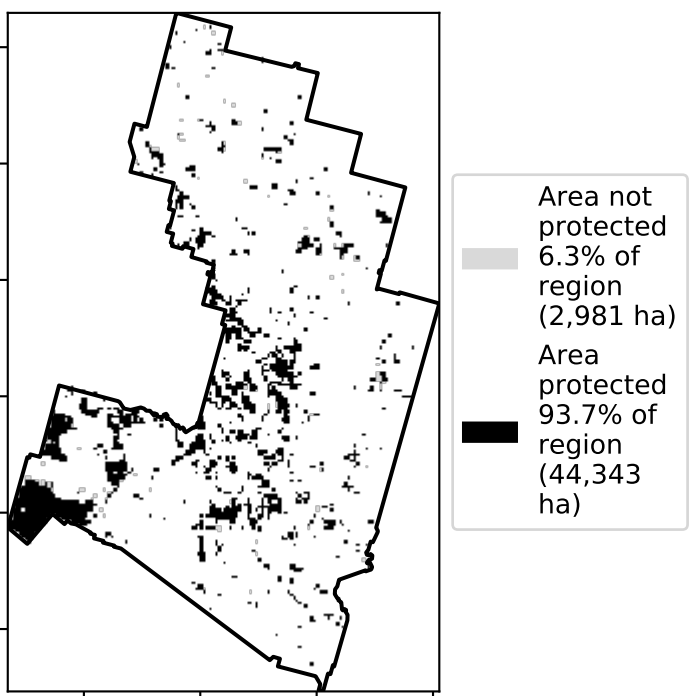 Area not
protected
6.3% of
region
(2,981 ha)
Area
protected
93.7% of
region
(44,343
ha)